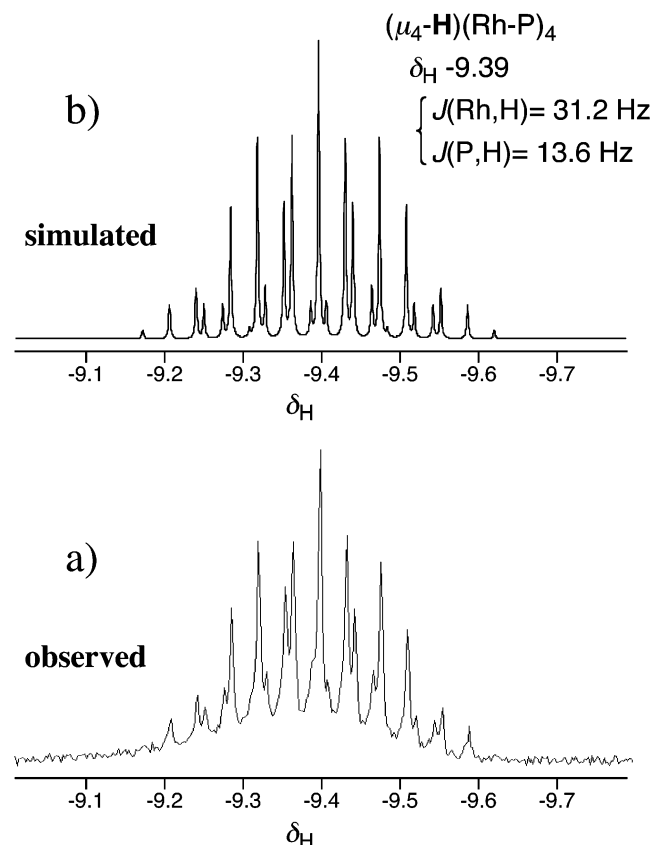 (μ₄-H)(Rh-P)₄
δH -9.39
b)
J(Rh,H)= 31.2 Hz
J(P,H)= 13.6 Hz
simulated
-9.1 -9.2 -9.3 -9.4 -9.5 -9.6 -9.7
δH
a)
observed
-9.1 -9.2 -9.3 -9.4 -9.5 -9.6 -9.7
δH